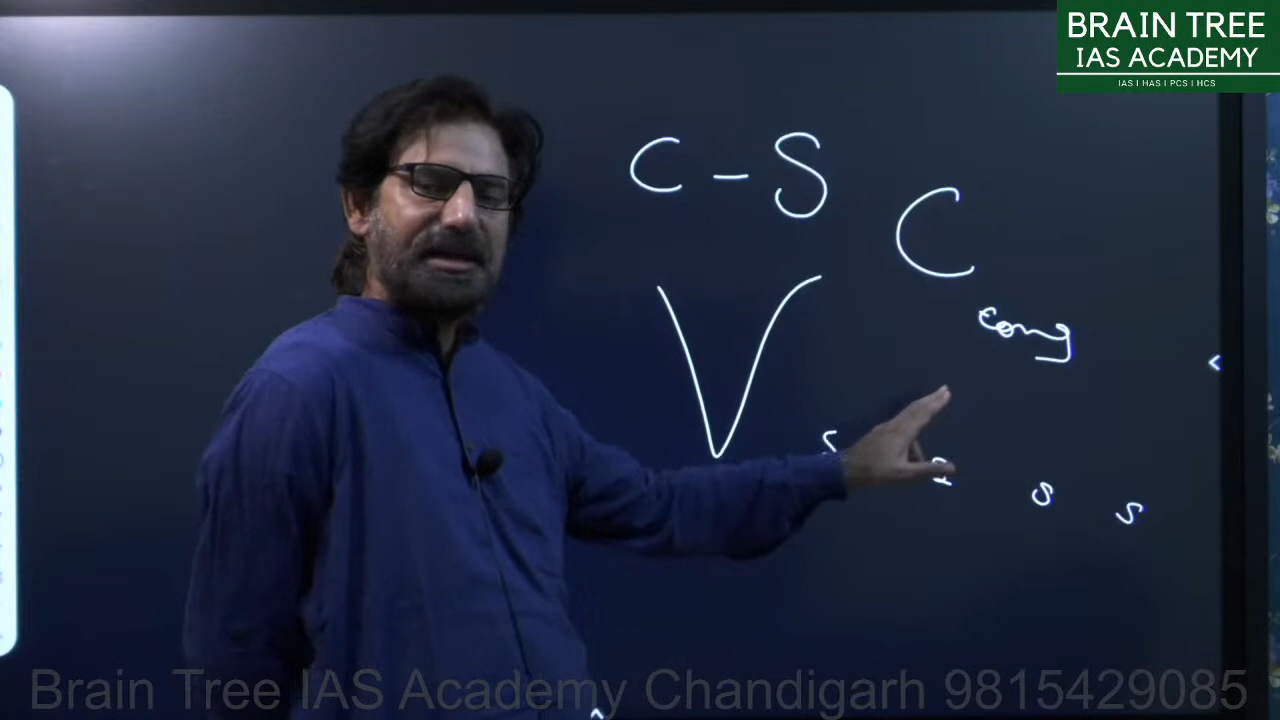 BRAIN TREE
IAS ACADEMY
IAS I HAS I PCS I HCS
C - S
C
cong
V
S S S S
Brain Tree IAS Academy Chandigarh 9815429085